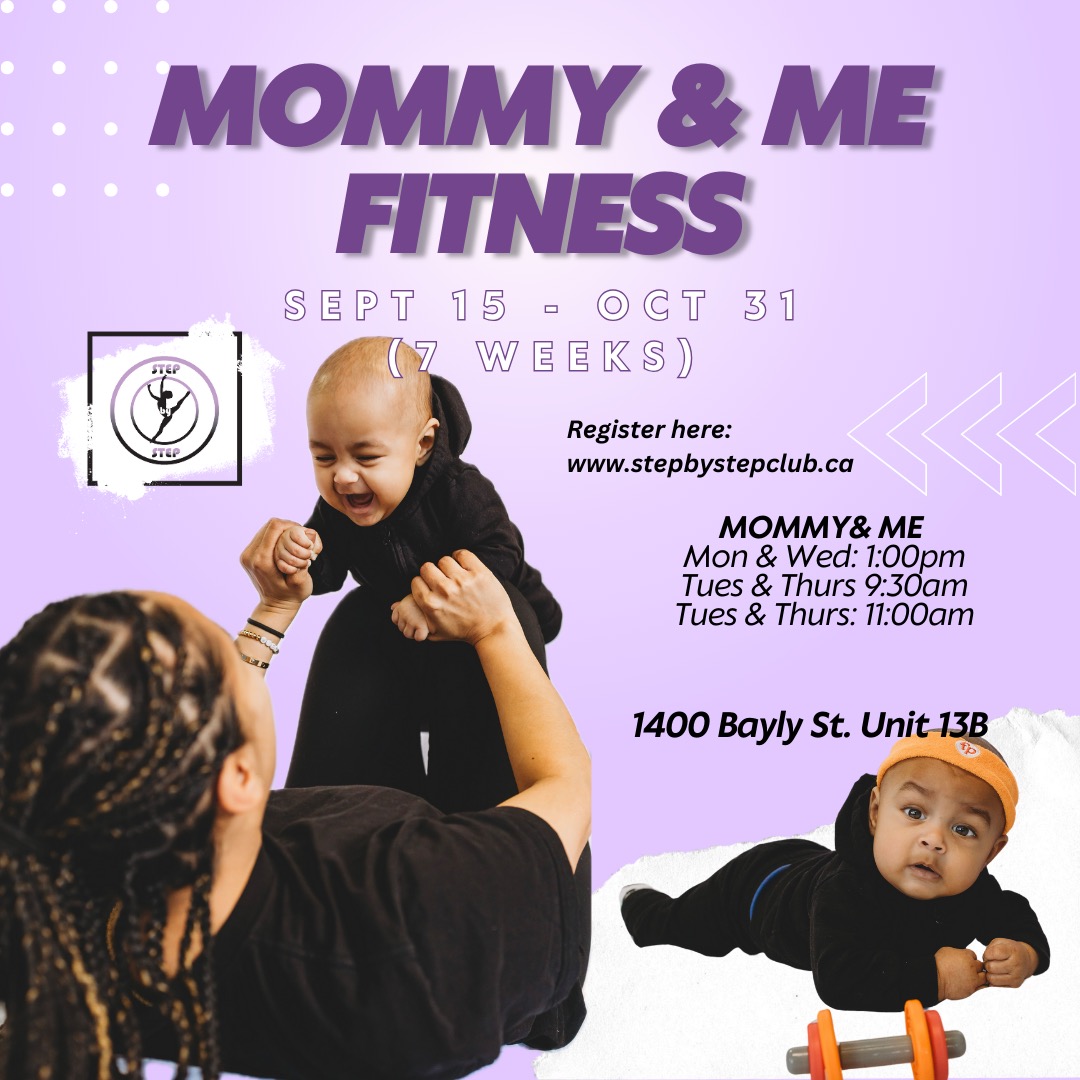 MOMMY & ME
FITNESS
SEPT 15 - OCT 31
(7 WEEKS)
STEP
by
STEP
Register here:
www.stepbystepclub.ca
MOMMY& ME
Mon & Wed: 1:00pm
Tues & Thurs 9:30am
Tues & Thurs: 11:00am
1400 Bayly St. Unit 13B
fp